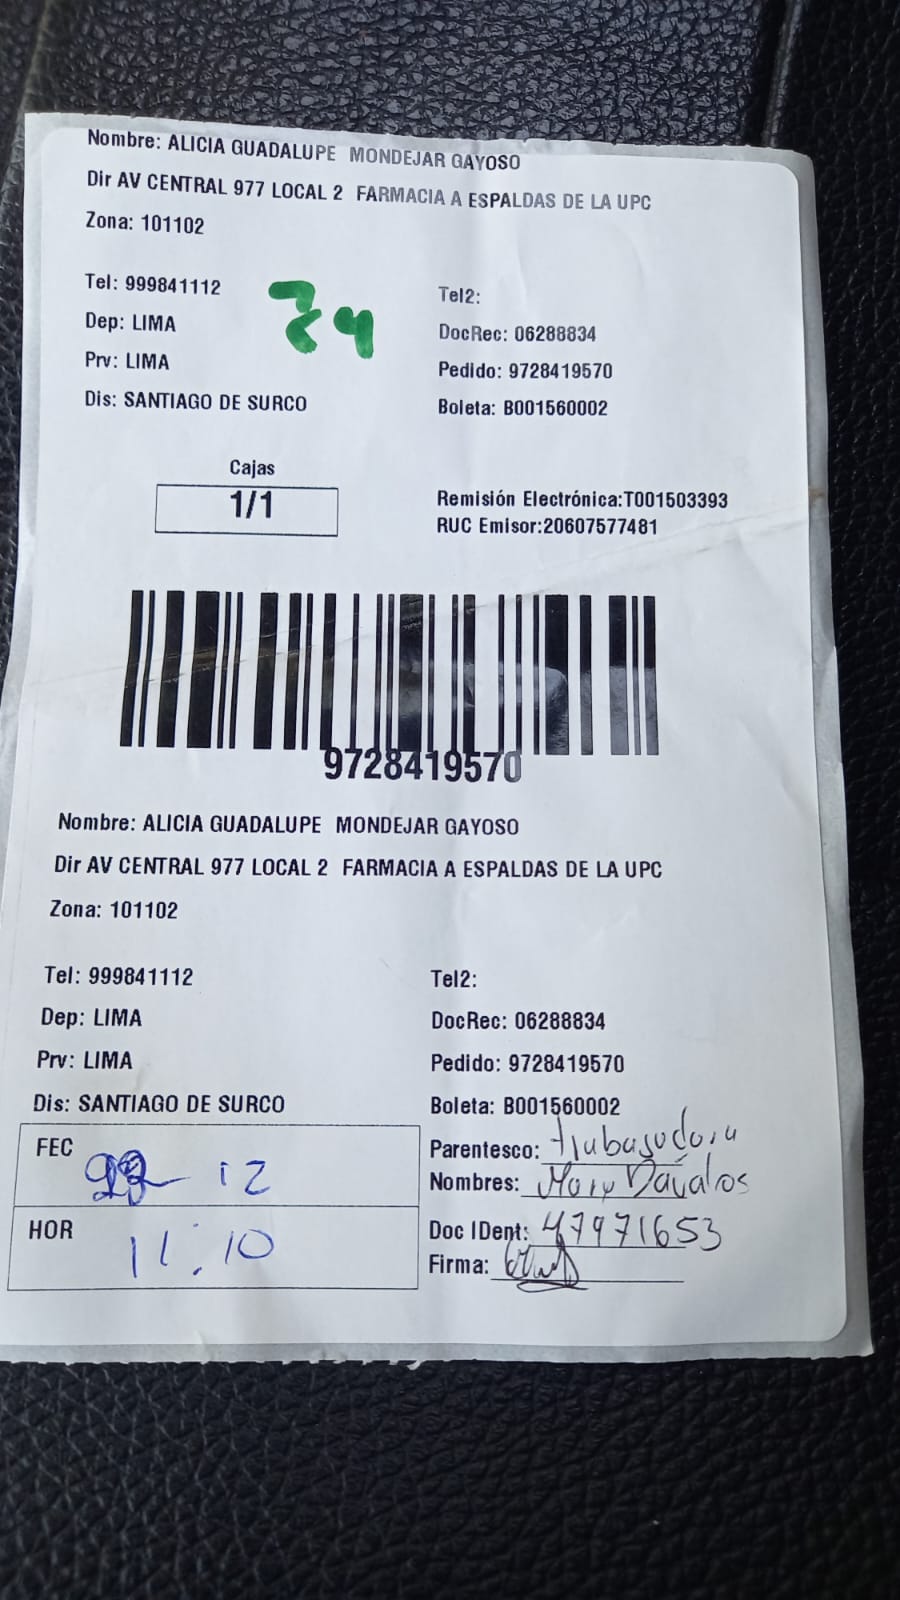 Nombre: ALICIA GUADALUPE MONDEJAR GAYOSO
Dir AV CENTRAL 977 LOCAL 2 FARMACIA A ESPALDAS DE LA UPC
Zona: 101102
Tel: 999841112
Tel2:
74
Dep: LIMA
DocRec: 06288834
Prv: LIMA
Pedido: 9728419570
Dis: SANTIAGO DE SURCO
Boleta: B001560002
Cajas
1/1
Remisión Electrónica:T001503393
RUC Emisor:20607577481
9728419570
Nombre: ALICIA GUADALUPE MONDEJAR GAYOSO
Dir AV CENTRAL 977 LOCAL 2 FARMACIA A ESPALDAS DE LA UPC
Zona: 101102
Tel: 999841112
Tel2:
Dep: LIMA
DocRec: 06288834
Prv: LIMA
Pedido: 9728419570
Dis: SANTIAGO DE SURCO
Boleta: B001560002
FEC 12
Parentesco: trabajadora
Nombres: Mary Dávalos
HOR 11:10
Doc IDent: 47971653
Firma: